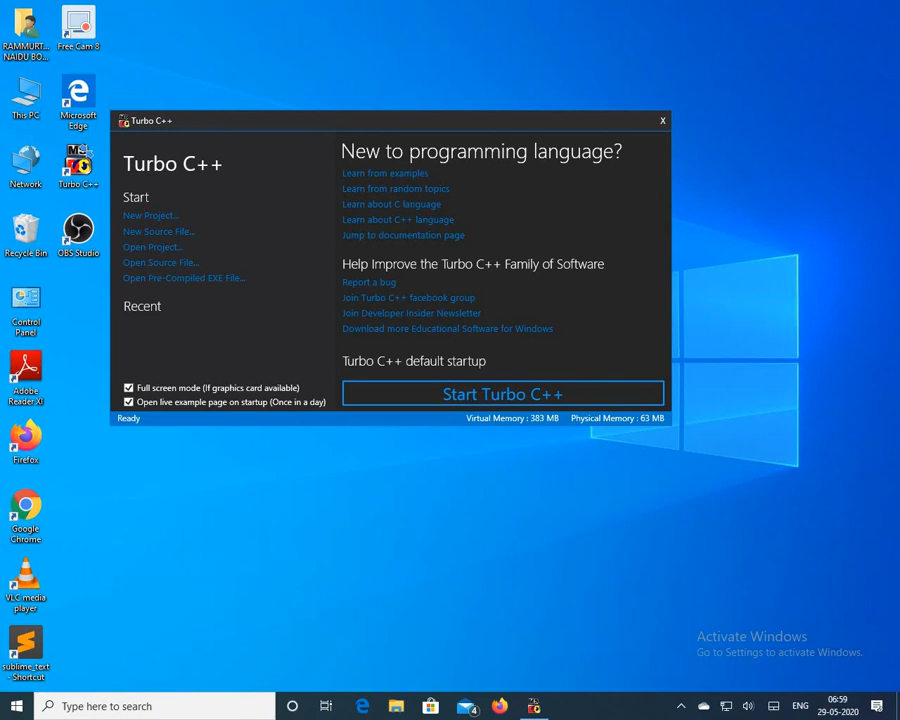 RAMMURT...
NAIDU BO...
Free Cam 8
This PC
Microsoft
Edge
Network
Turbo C++
Recycle Bin
OBS Studio
Control
Panel
Adobe
Reader XI
Firefox
Google
Chrome
VLC media
player
sublime_text
- Shortcut
Turbo C++
X
Turbo C++
Start
New Project...
New Source File...
Open Project...
Open Source File...
Open Pre-Compiled EXE File...
Recent
Full screen mode (If graphics card available)
Open live example page on startup (Once in a day)
New to programming language?
Learn from examples
Learn from random topics
Learn about C language
Learn about C++ language
Jump to documentation page
Help Improve the Turbo C++ Family of Software
Report a bug
Join Turbo C++ facebook group
Join Developer Insider Newsletter
Download more Educational Software for Windows
Turbo C++ default startup
Start Turbo C++
Ready
Virtual Memory : 383 MB
Physical Memory : 63 MB
Activate Windows
Go to Settings to activate Windows.
Type here to search
4
ENG
06:59
29-05-2020